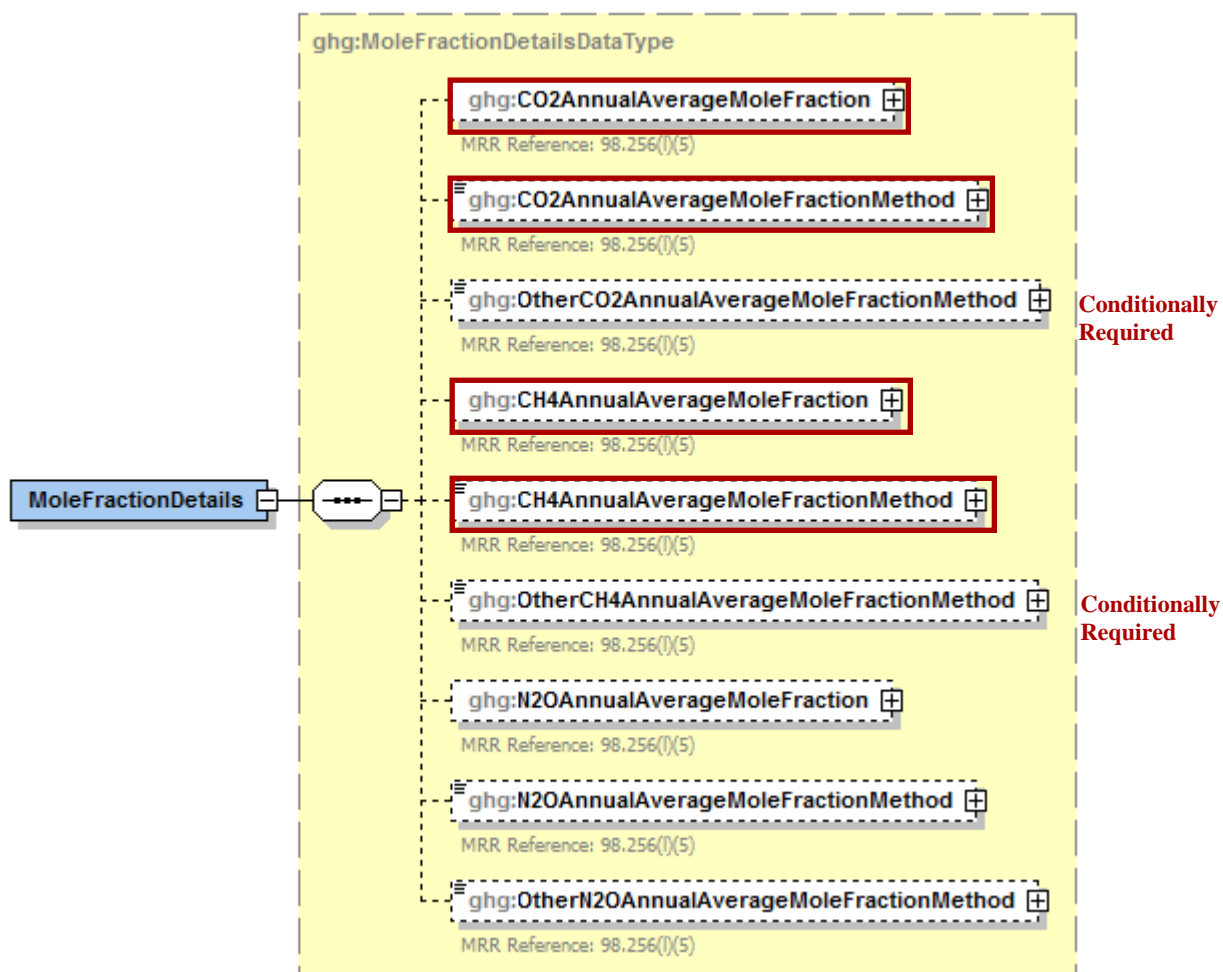 ghg:MoleFractionDetailsDataType
ghg:CO2AnnualAverageMoleFraction
MRR Reference: 98.256(l)(5)
ghg:CO2AnnualAverageMoleFractionMethod
MRR Reference: 98.256(l)(5)
ghg:OtherCO2AnnualAverageMoleFractionMethod
Conditionally
Required
MRR Reference: 98.256(l)(5)
ghg:CH4AnnualAverageMoleFraction
MRR Reference: 98.256(l)(5)
MoleFractionDetails
ghg:CH4AnnualAverageMoleFractionMethod
MRR Reference: 98.256(l)(5)
ghg:OtherCH4AnnualAverageMoleFractionMethod
Conditionally
Required
MRR Reference: 98.256(l)(5)
ghg:N2OAnnualAverageMoleFraction
MRR Reference: 98.256(l)(5)
ghg:N2OAnnualAverageMoleFractionMethod
MRR Reference: 98.256(l)(5)
ghg:OtherN2OAnnualAverageMoleFractionMethod
MRR Reference: 98.256(l)(5)